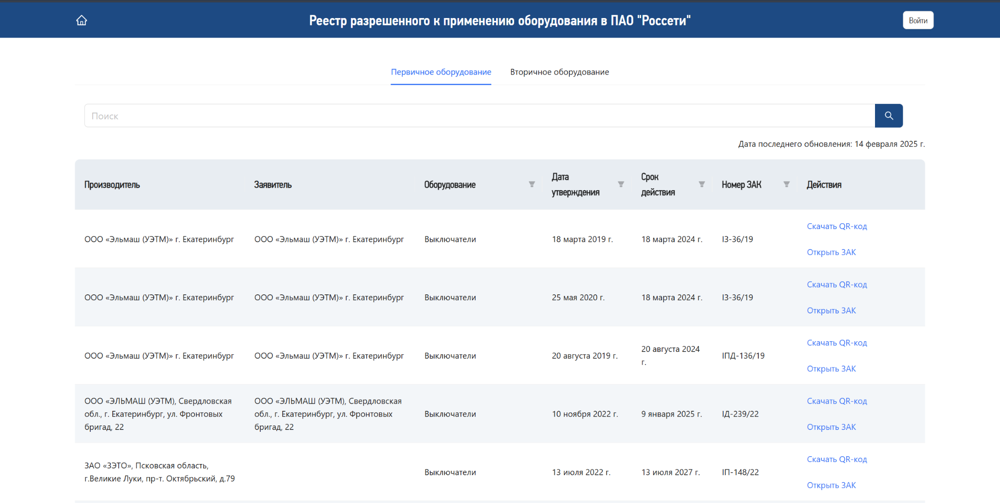 Реестр разрешенного к применению оборудования в ПАО "Россети"
Войти
Первичное оборудование Вторичное оборудование
Поиск
Дата последнего обновления: 14 февраля 2025 г.
Производитель Заявитель Оборудование Дата утверждения Срок действия Номер ЗАК Действия
ООО «Эльмаш (УЭТМ)» г. Екатеринбург ООО «Эльмаш (УЭТМ)» г. Екатеринбург Выключатели 18 марта 2019 г. 18 марта 2024 г. IЗ-36/19
Скачать QR-код
Открыть ЗАК
ООО «Эльмаш (УЭТМ)» г. Екатеринбург ООО «Эльмаш (УЭТМ)» г. Екатеринбург Выключатели 25 мая 2020 г. 18 марта 2024 г. IЗ-36/19
Скачать QR-код
Открыть ЗАК
ООО «Эльмаш (УЭТМ)» г. Екатеринбург ООО «Эльмаш (УЭТМ)» г. Екатеринбург Выключатели 20 августа 2019 г. 20 августа 2024 г. IПД-136/19
Скачать QR-код
Открыть ЗАК
ООО «ЭЛЬМАШ (УЭТМ), Свердловская
обл., г. Екатеринбург, ул. Фронтовых
бригад, 22
ООО «ЭЛЬМАШ (УЭТМ), Свердловская
обл., г. Екатеринбург, ул. Фронтовых
бригад, 22
Выключатели 10 ноября 2022 г. 9 января 2025 г. IД-239/22
Скачать QR-код
Открыть ЗАК
ЗАО «ЗЭТО», Псковская область,
г.Великие Луки, пр-т. Октябрьский, д.79
Выключатели 13 июля 2022 г. 13 июля 2027 г. IП-148/22
Скачать QR-код
Открыть ЗАК